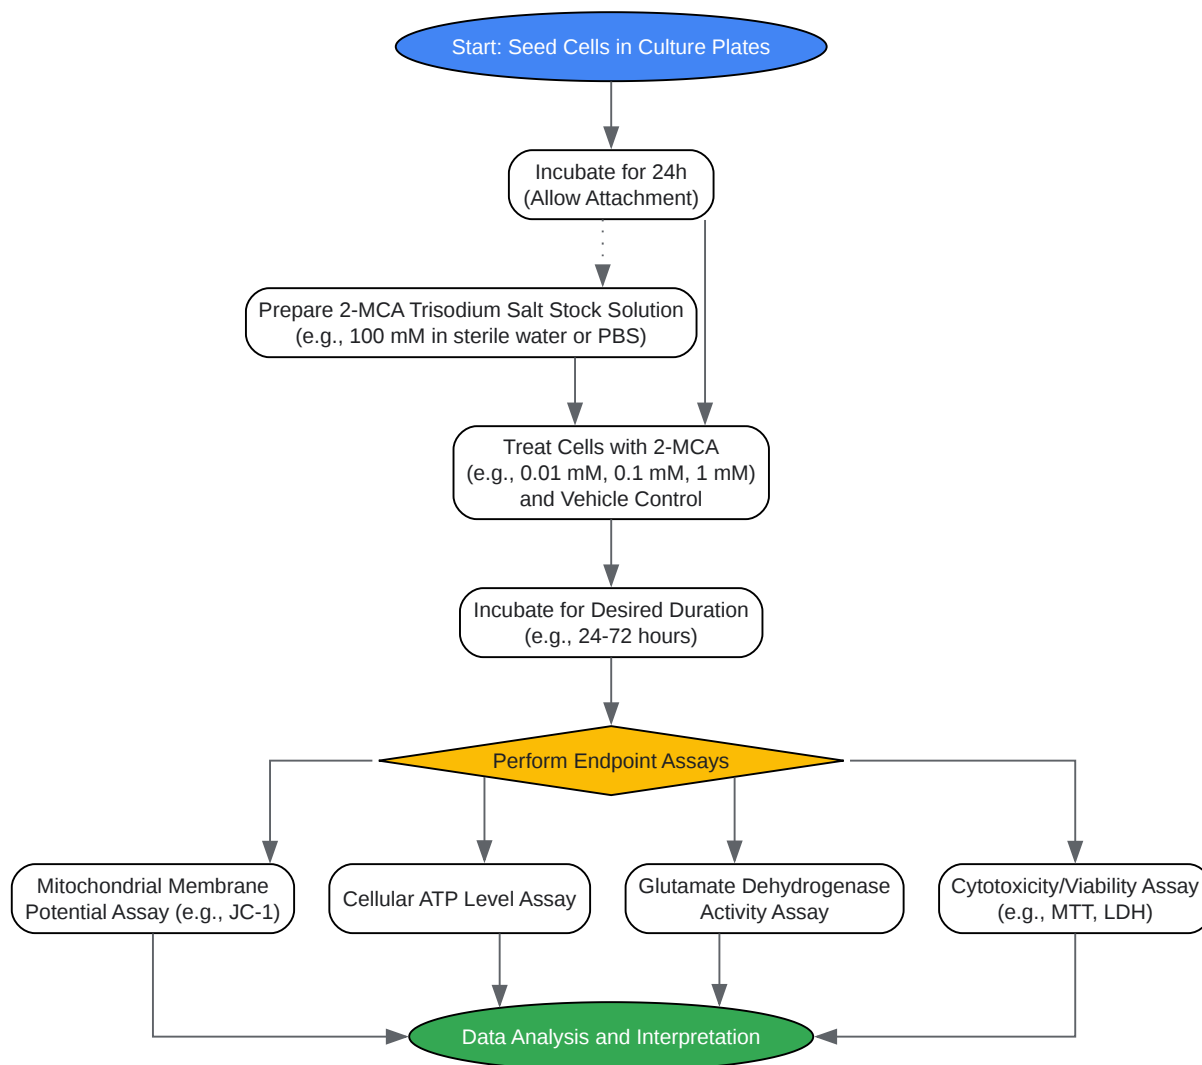 Start: Seed Cells in Culture Plates
Incubate for 24h
(Allow Attachment)
Prepare 2-MCA Trisodium Salt Stock Solution
(e.g., 100 mM in sterile water or PBS)
Treat Cells with 2-MCA
(e.g., 0.01 mM, 0.1 mM, 1 mM)
and Vehicle Control
Incubate for Desired Duration
(e.g., 24-72 hours)
Perform Endpoint Assays
Mitochondrial Membrane
Potential Assay (e.g., JC-1)
Cellular ATP Level Assay
Glutamate Dehydrogenase
Activity Assay
Cytotoxicity/Viability Assay
(e.g., MTT, LDH)
Data Analysis and Interpretation